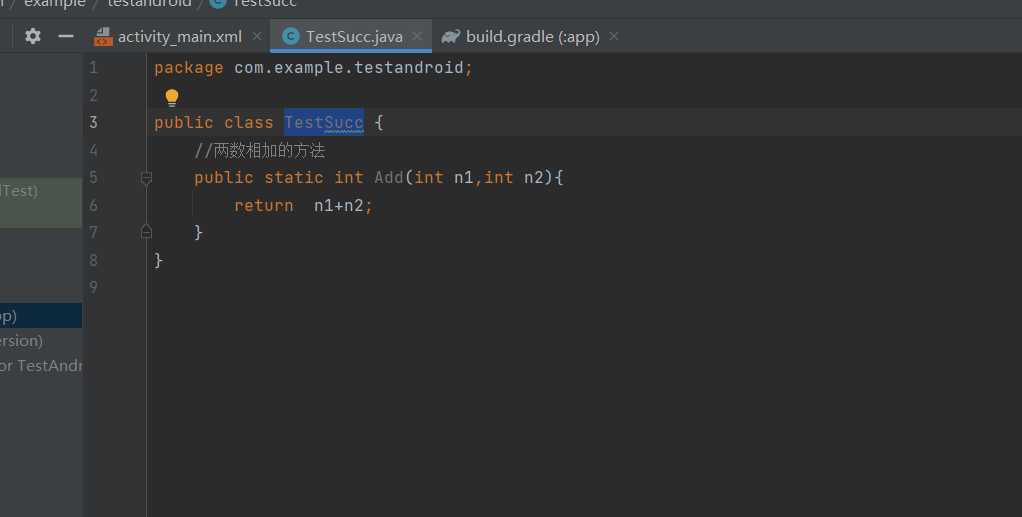 example / testandroid / TestSucc
activity_main.xml TestSucc.java build.gradle (:app)
1 package com.example.testandroid;
2
3 public class TestSucc {
4 //两数相加的方法
5 public static int Add(int n1,int n2){
6 return n1+n2;
7 }
8 }
9
Test)
ersion)
or TestAndr